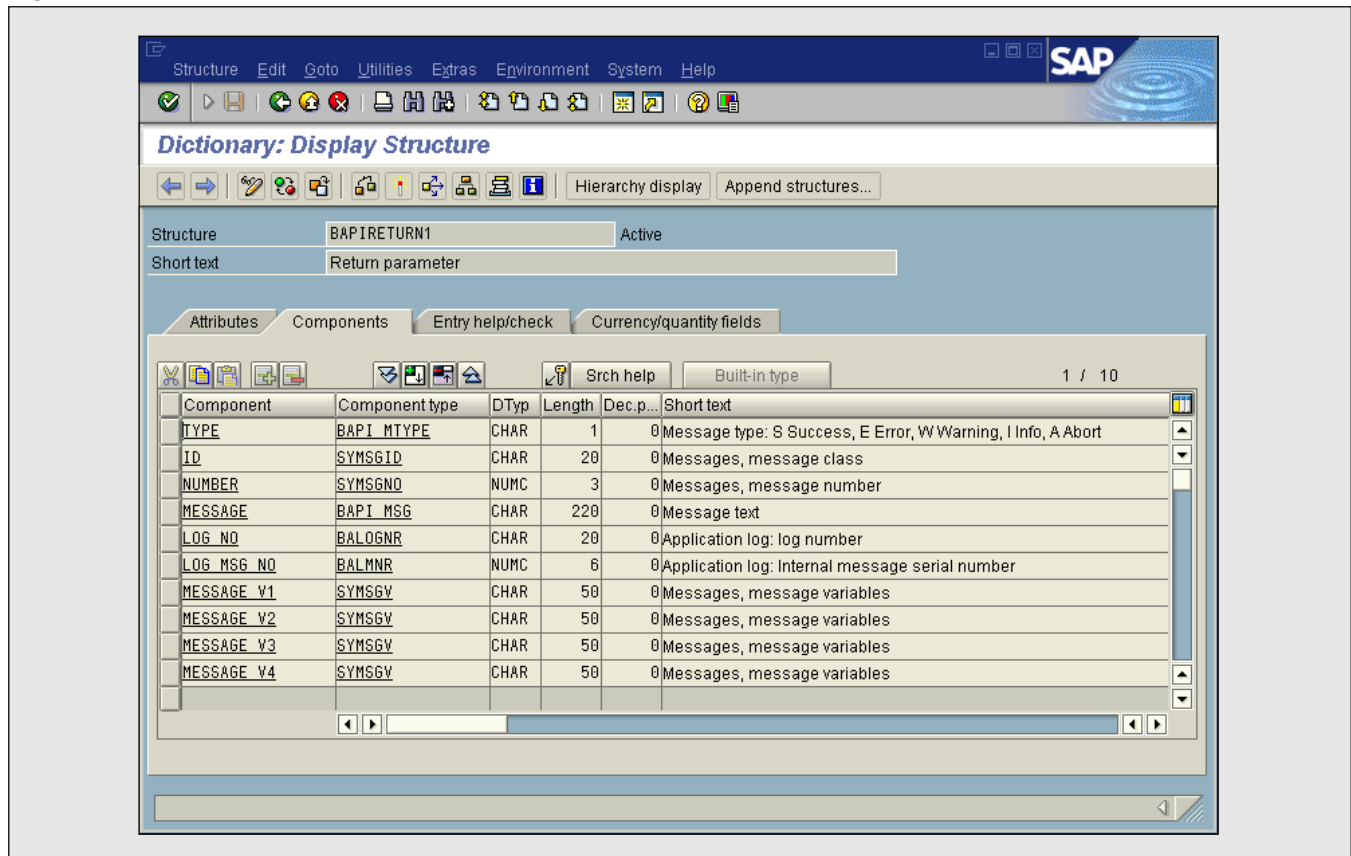 SAP
Structure Edit Goto Utilities Extras Environment System Help
Dictionary: Display Structure
Hierarchy display Append structures...
Structure BAPIRETURN1 Active
Short text Return parameter
Attributes Components Entry help/check Currency/quantity fields
Srch help Built-in type 1 / 10
Component Component type DTyp Length Dec.p... Short text
TYPE BAPI_MTYPE CHAR 1 0 Message type: S Success, E Error, W Warning, I Info, A Abort
ID SYMSGID CHAR 20 0 Messages, message class
NUMBER SYMSGNO NUMC 3 0 Messages, message number
MESSAGE BAPI_MSG CHAR 220 0 Message text
LOG_NO BALOGNR CHAR 20 0 Application log: log number
LOG_MSG_NO BALMNR NUMC 6 0 Application log: Internal message serial number
MESSAGE_V1 SYMSGV CHAR 50 0 Messages, message variables
MESSAGE_V2 SYMSGV CHAR 50 0 Messages, message variables
MESSAGE_V3 SYMSGV CHAR 50 0 Messages, message variables
MESSAGE_V4 SYMSGV CHAR 50 0 Messages, message variables